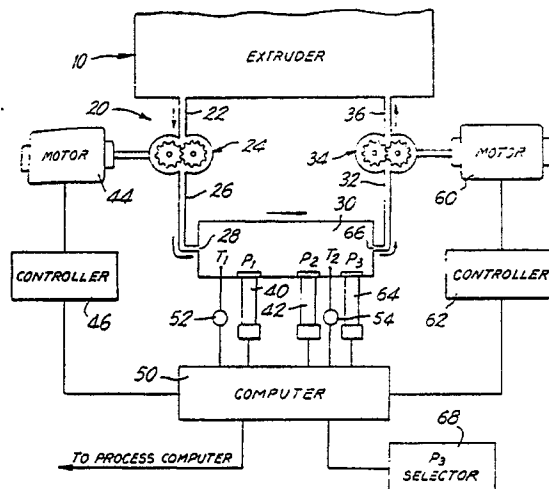 10
EXTRUDER
20
22
36
MOTOR
24
34
MOTOR
44
26
32
60
30
28
66
T1
P1
P2
T2
P3
CONTROLLER
46
CONTROLLER
62
52
40
42
54
64
50
COMPUTER
TO PROCESS COMPUTER
68
P3
SELECTOR